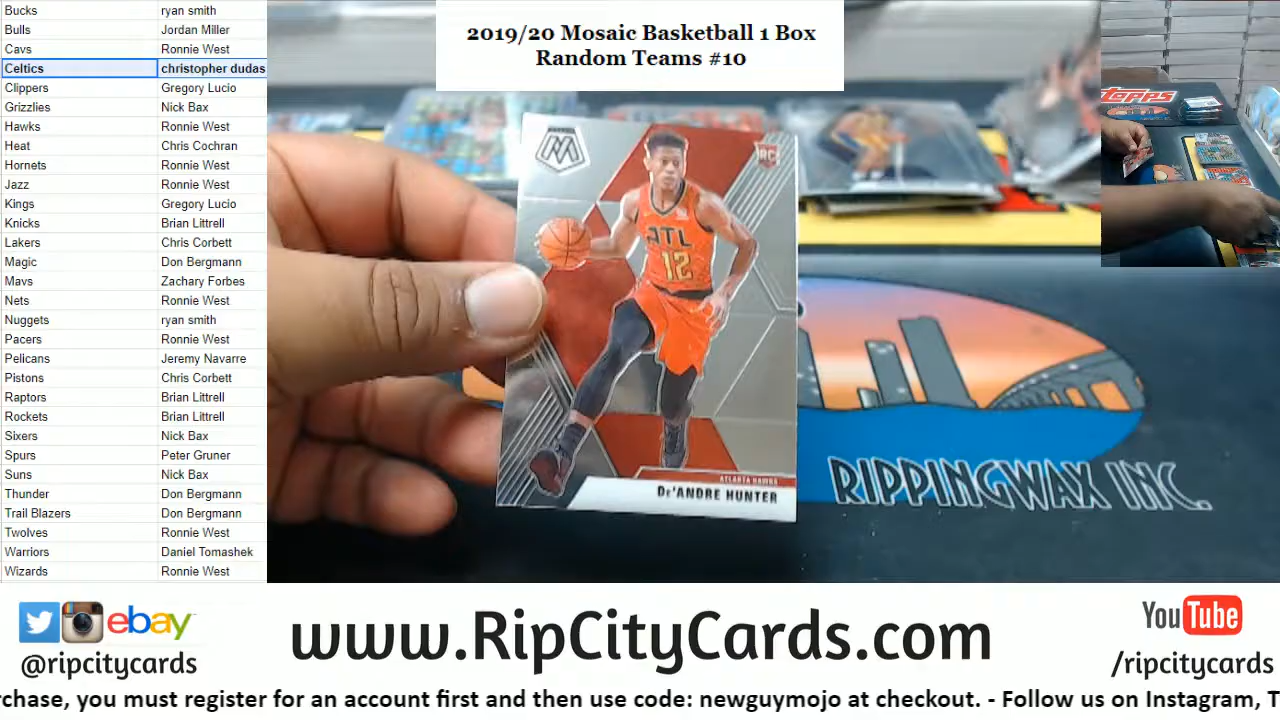 Bucks ryan smith
Bulls Jordan Miller
Cavs Ronnie West
Celtics christopher dudas
Clippers Gregory Lucio
Grizzlies Nick Bax
Hawks Ronnie West
Heat Chris Cochran
Hornets Ronnie West
Jazz Ronnie West
Kings Gregory Lucio
Knicks Brian Littrell
Lakers Chris Corbett
Magic Don Bergmann
Mavs Zachary Forbes
Nets Ronnie West
Nuggets ryan smith
Pacers Ronnie West
Pelicans Jeremy Navarre
Pistons Chris Corbett
Raptors Brian Littrell
Rockets Brian Littrell
Sixers Nick Bax
Spurs Peter Gruner
Suns Nick Bax
Thunder Don Bergmann
Trail Blazers Don Bergmann
Twolves Ronnie West
Warriors Daniel Tomashek
Wizards Ronnie West
2019/20 Mosaic Basketball 1 Box
Random Teams #10
topps
M
RC
ATL
12
ATLANTA HAWKS
DE'ANDRE HUNTER
RIPPINGWAX INC.
ebay
@ripcitycards
www.RipCityCards.com
YouTube
/ripcitycards
rchase, you must register for an account first and then use code: newguymojo at checkout. - Follow us on Instagram, T